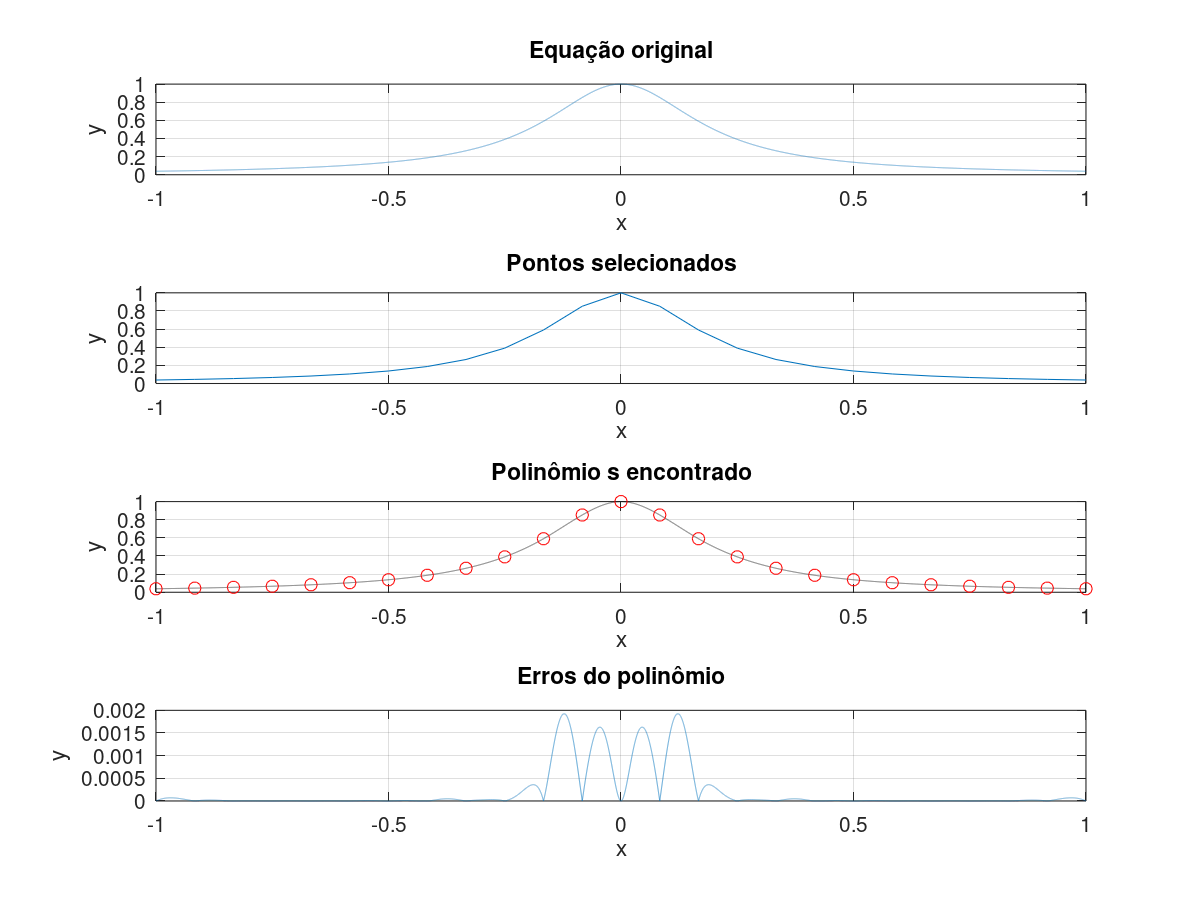 Equação original
1
0.8
0.6
0.4
0.2
0
y
-1 -0.5 0 0.5 1
x
Pontos selecionados
1
0.8
0.6
0.4
0.2
0
y
-1 -0.5 0 0.5 1
x
Polinômio s encontrado
1
0.8
0.6
0.4
0.2
0
y
-1 -0.5 0 0.5 1
x
Erros do polinômio
0.002
0.0015
0.001
0.0005
0
y
-1 -0.5 0 0.5 1
x